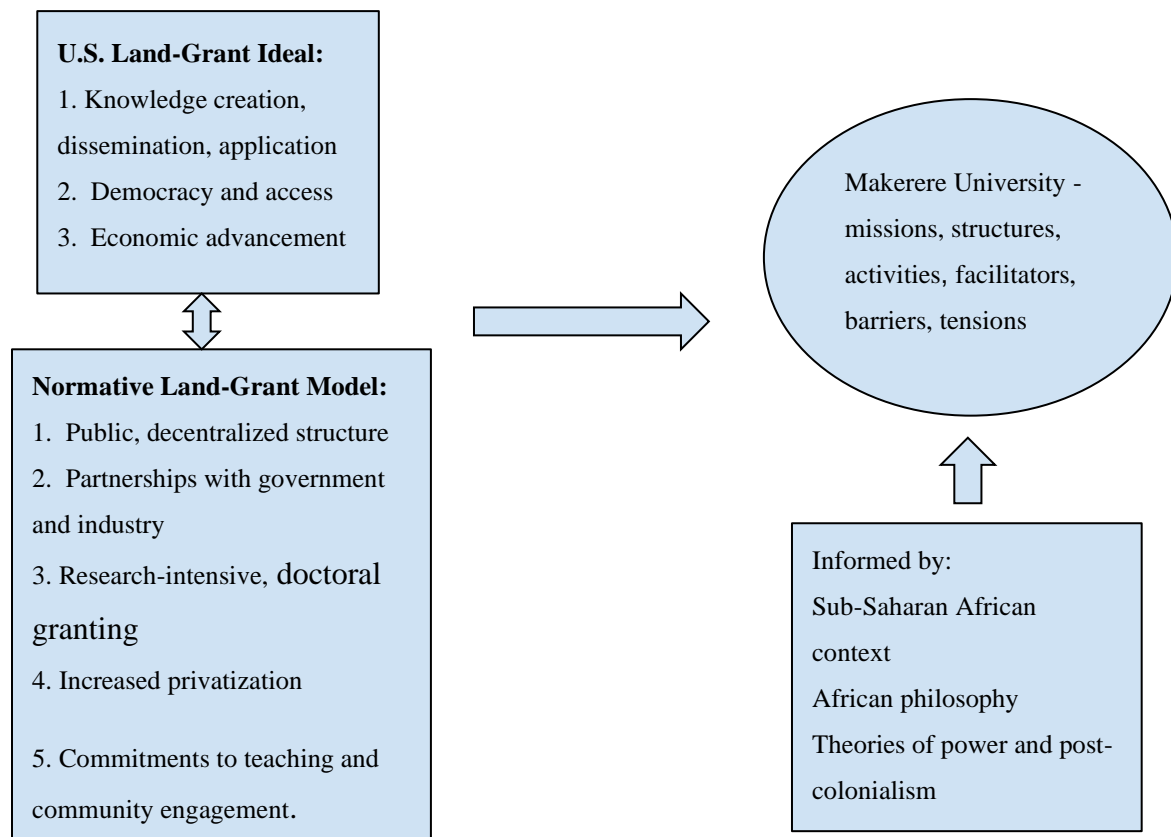 U.S. Land-Grant Ideal:
1. Knowledge creation,
dissemination, application
2. Democracy and access
3. Economic advancement
Normative Land-Grant Model:
1. Public, decentralized structure
2. Partnerships with government
and industry
3. Research-intensive, doctoral
granting
4. Increased privatization
5. Commitments to teaching and
community engagement.
Makerere University -
missions, structures,
activities, facilitators,
barriers, tensions
Informed by:
Sub-Saharan African
context
African philosophy
Theories of power and post-
colonialism